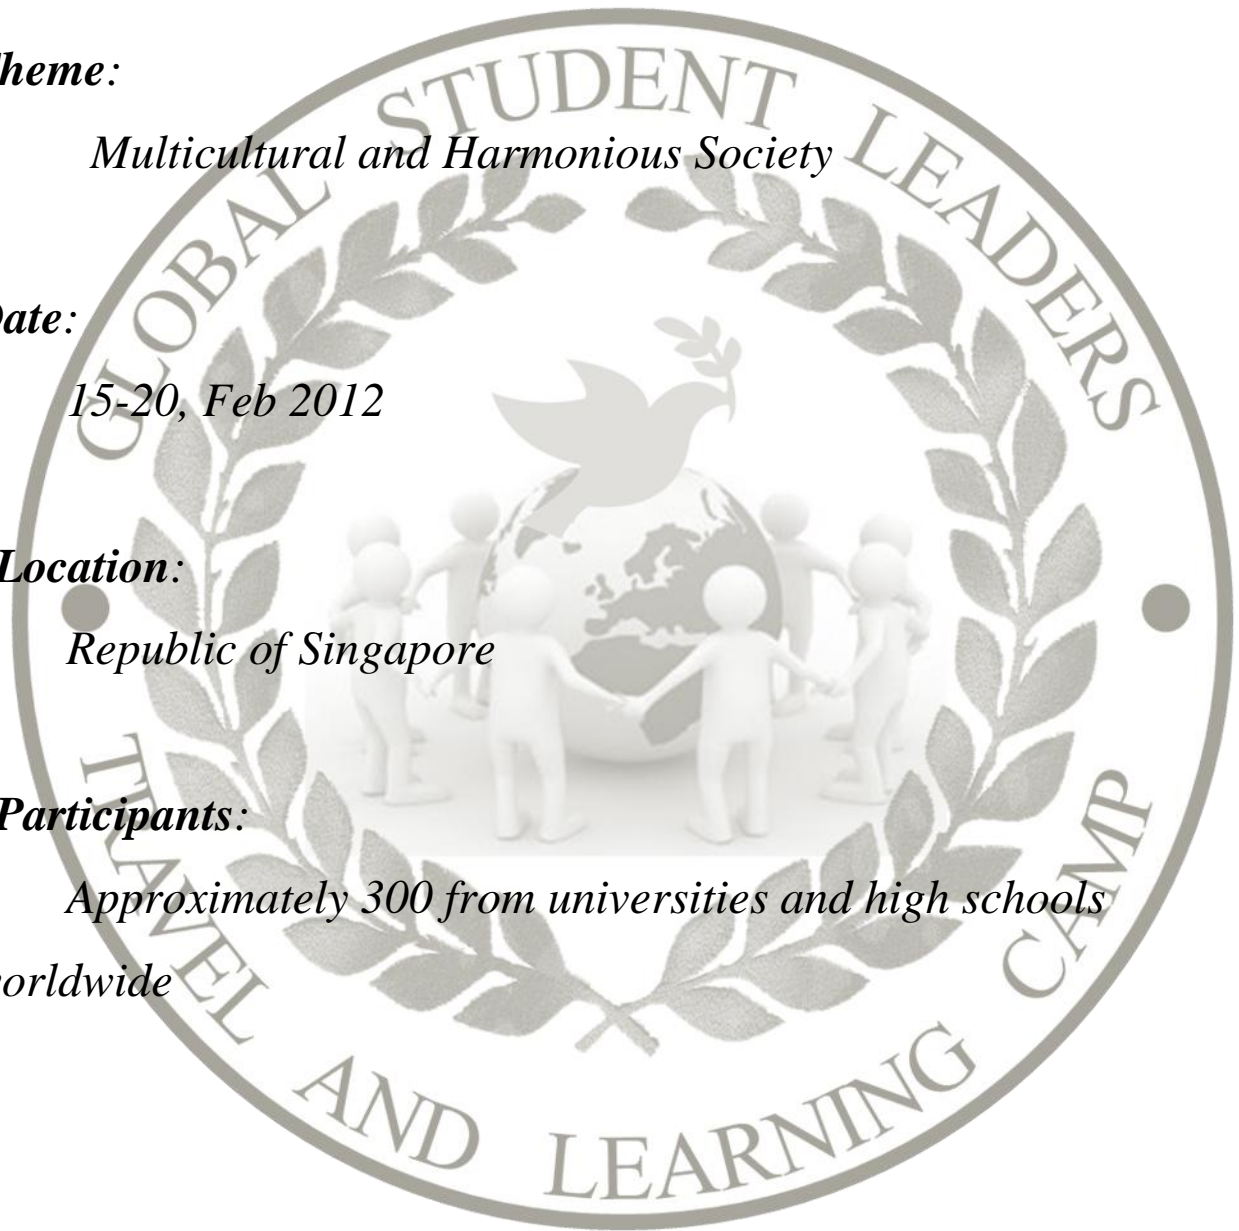 heme:
Multicultural and Harmonious Society
ate:
15-20, Feb 2012
Location:
Republic of Singapore
Participants:
Approximately 300 from universities and high schools
orldwide
GLOBAL STUDENT LEADERS
TRAVEL AND LEARNING CAMP